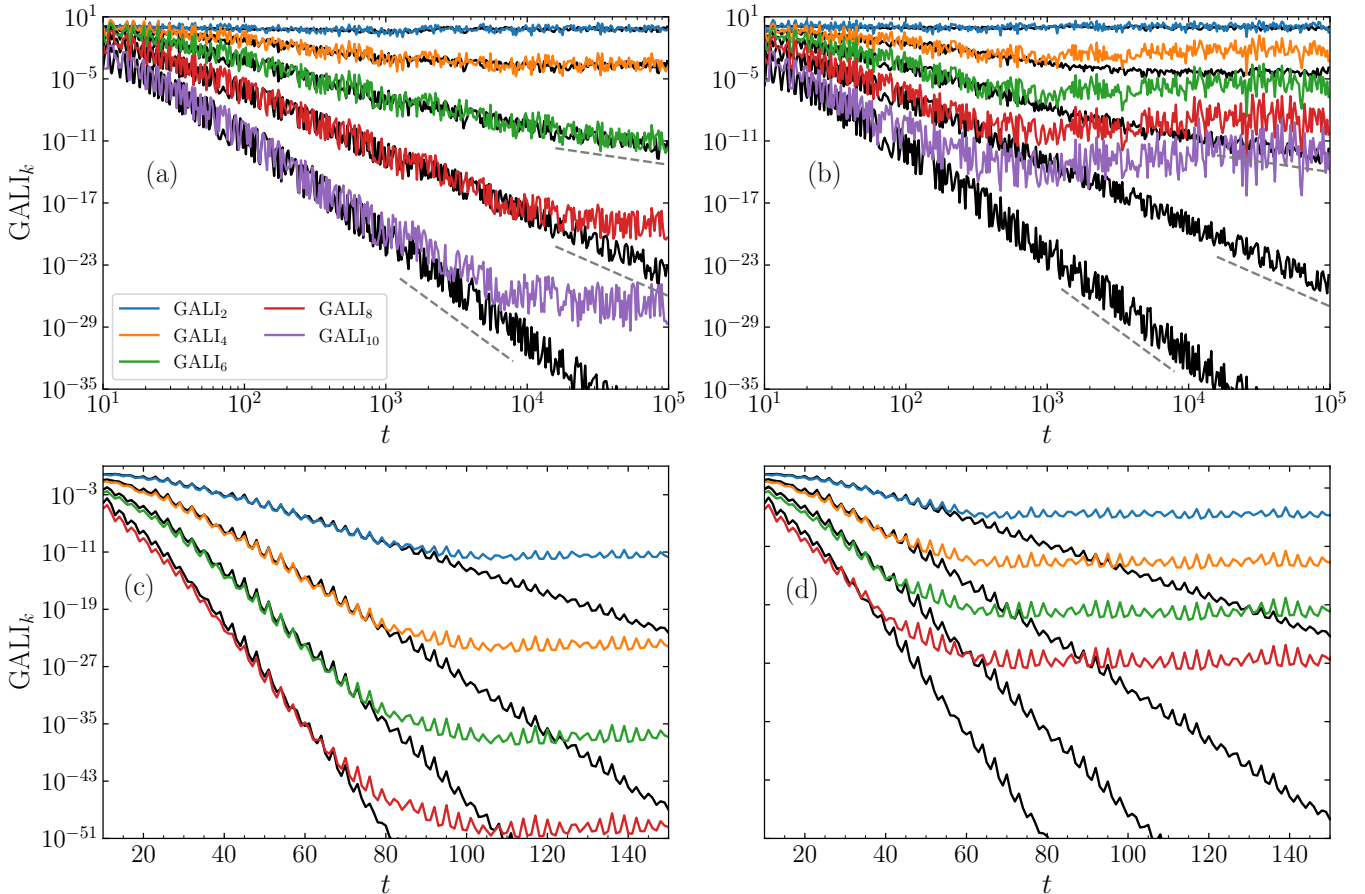 10^1
10^{-5}
10^{-11}
10^{-17}
10^{-23}
10^{-29}
10^{-35}
GALI_k
(a)
GALI_2
GALI_4
GALI_6
GALI_8
GALI_{10}
10^1 10^2 10^3 10^4 10^5
t
10^1
10^{-5}
10^{-11}
10^{-17}
10^{-23}
10^{-29}
10^{-35}
(b)
10^1 10^2 10^3 10^4 10^5
t
10^{-3}
10^{-11}
10^{-19}
10^{-27}
10^{-35}
10^{-43}
10^{-51}
GALI_k
(c)
20 40 60 80 100 120 140
t
(d)
20 40 60 80 100 120 140
t